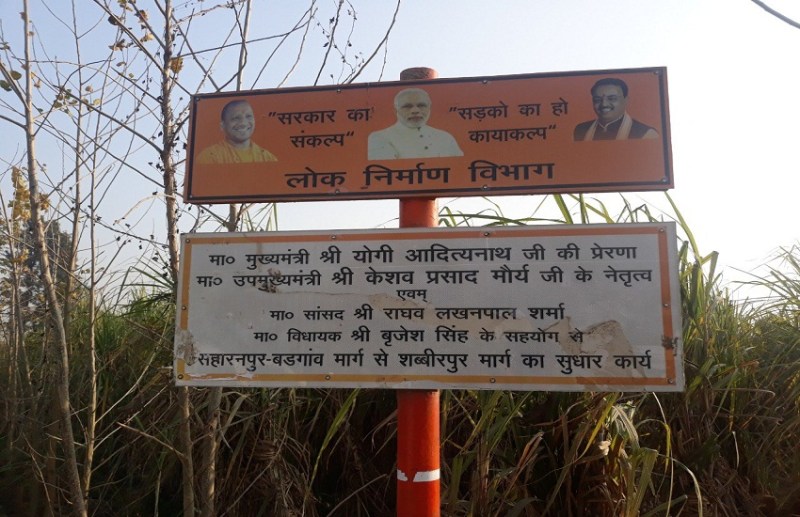 "सरकार का संकल्प"
"सड़को का हो कायाकल्प"
लोक निर्माण विभाग
मा० मुख्यमंत्री श्री योगी आदित्यनाथ जी की प्रेरणा
मा० उपमुख्यमंत्री श्री केशव प्रसाद मौर्य जी के नेतृत्व
एवम्
मा० सांसद श्री राघव लखनपाल शर्मा
मा० विधायक श्री बृजेश सिंह के सहयोग से
सहारनपुर-बडगांव मार्ग से शब्बीरपुर मार्ग का सुधार कार्य